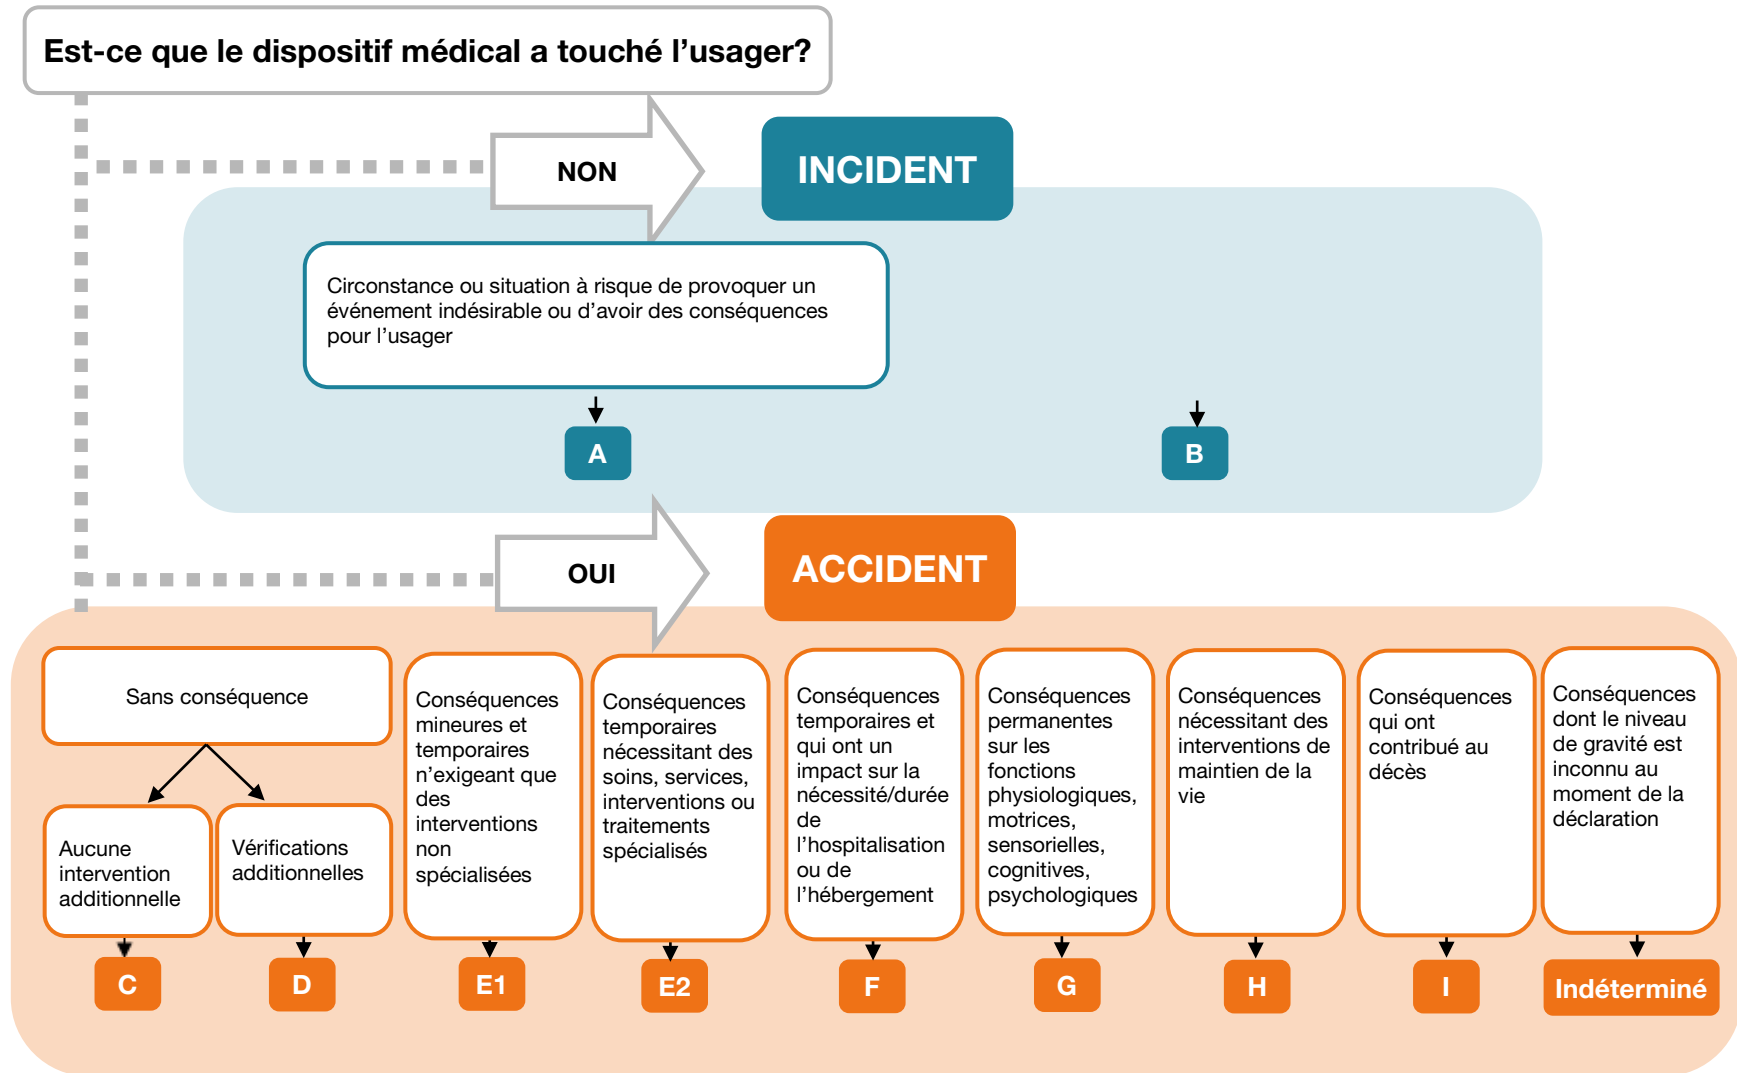 Est-ce que le dispositif médical a touché l’usager?
NON
INCIDENT
Circonstance ou situation à risque de provoquer un
événement indésirable ou d’avoir des conséquences
pour l’usager
A
B
OUI
ACCIDENT
Sans conséquence
Aucune
intervention
additionnelle
C
Vérifications
additionnelles
D
Conséquences
mineures et
temporaires
n’exigeant que
des
interventions
non
spécialisées
E1
Conséquences
temporaires
nécessitant des
soins, services,
interventions ou
traitements
spécialisés
E2
Conséquences
temporaires et
qui ont un
impact sur la
nécessité/durée
de
l’hospitalisation
ou de
l’hébergement
F
Conséquences
permanentes
sur les
fonctions
physiologiques,
motrices,
sensorielles,
cognitives,
psychologiques
G
Conséquences
nécessitant des
interventions de
maintien de la
vie
H
Conséquences
qui ont
contribué au
décès
I
Conséquences
dont le niveau
de gravité est
inconnu au
moment de la
déclaration
Indéterminé